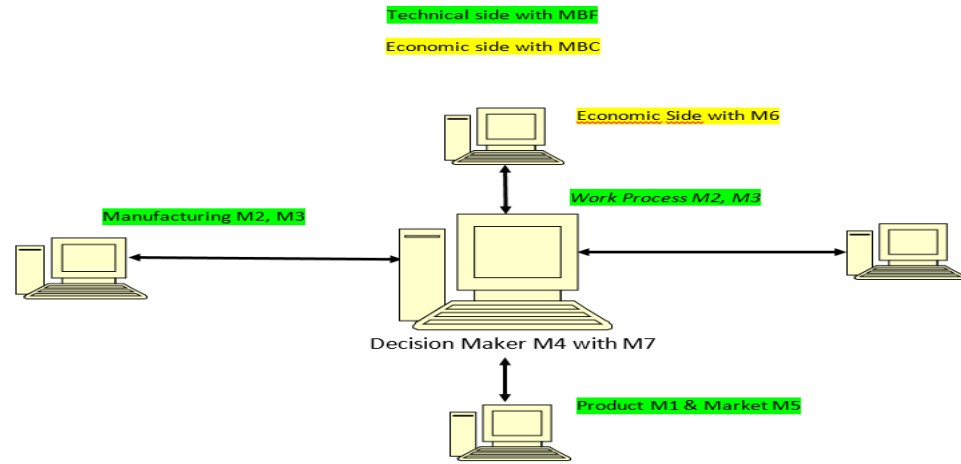 Technical side with MBF
Economic side with MBC
Economic Side with M6
Work Process M2, M3
Manufacturing M2, M3
Decision Maker M4 with M7
Product M1 & Market M5